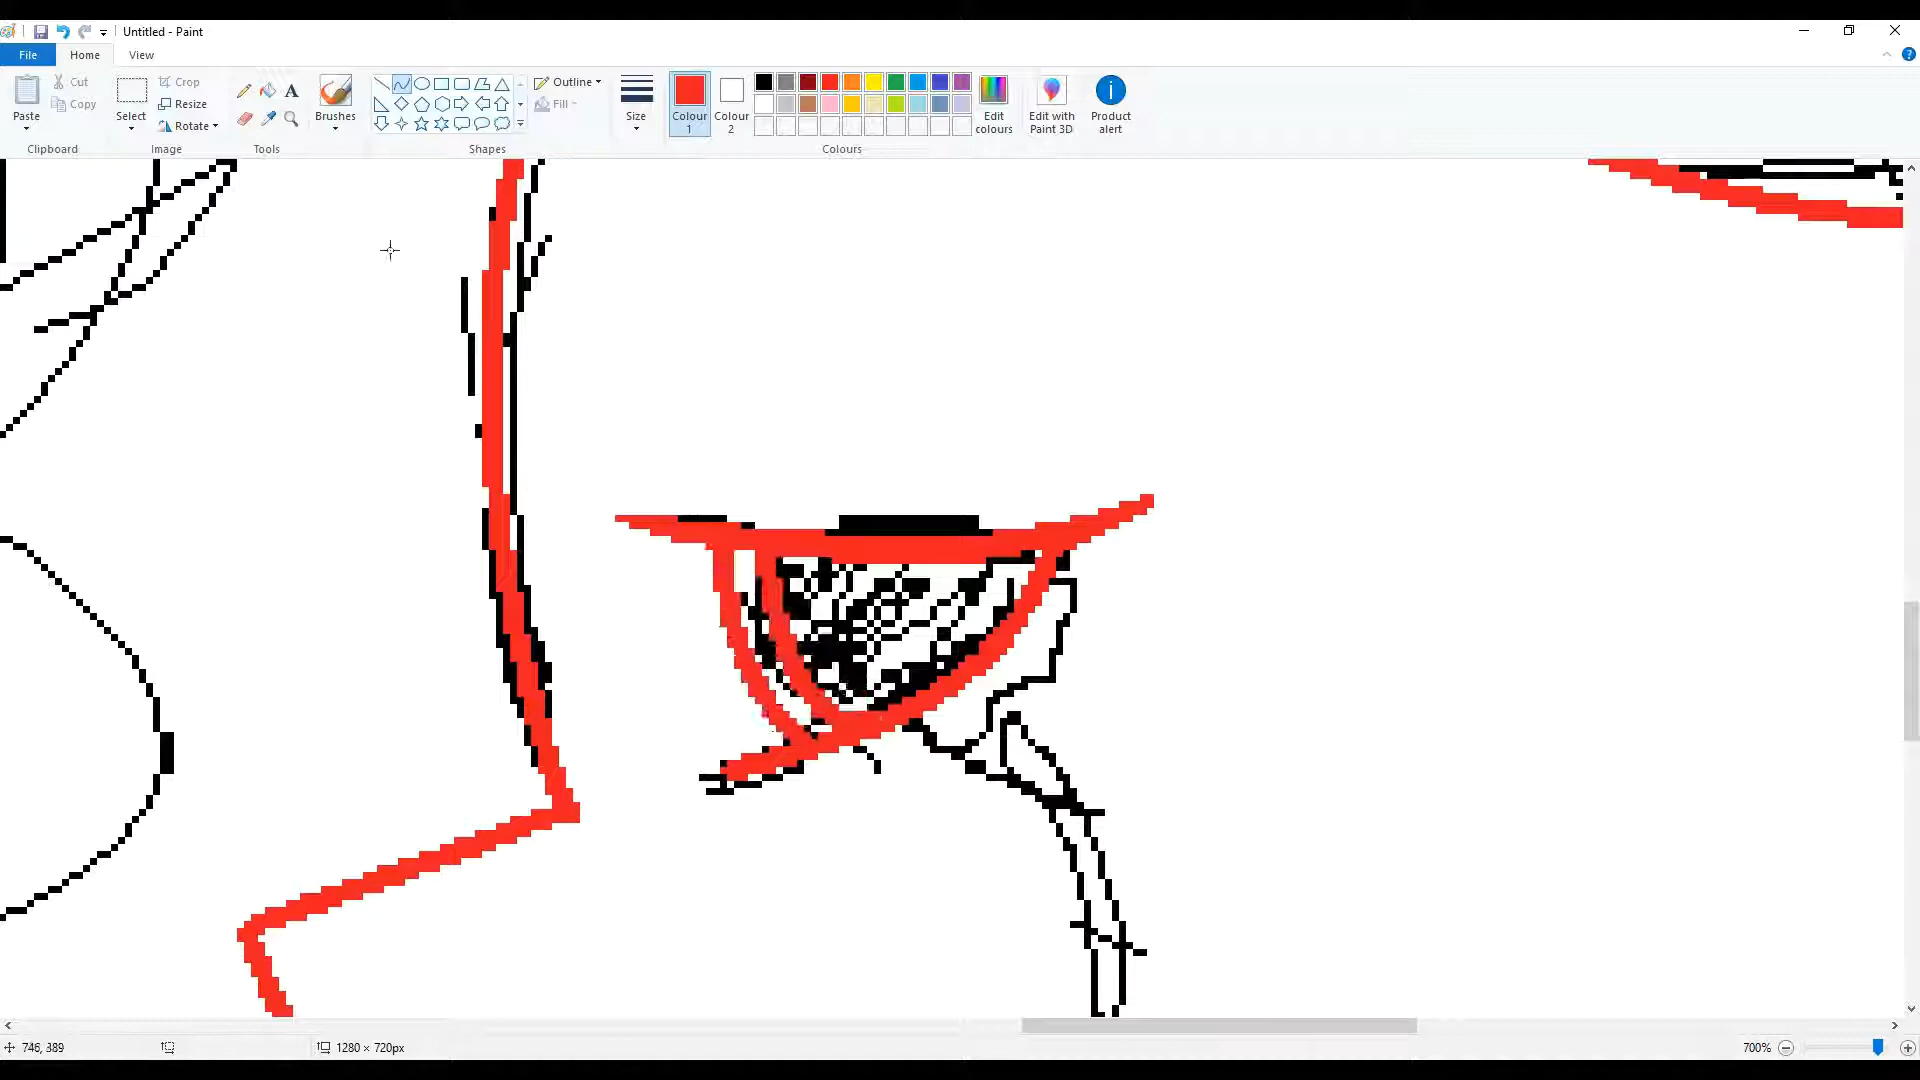 Untitled - Paint
File Home View
Paste
Cut
Copy
Clipboard
Select
Crop
Resize
Rotate
Image
A
Tools
Brushes
Shapes
Outline
Fill
Size
Colour 1
Colour 2
Edit colours
Colours
Edit with Paint 3D
Product alert
746, 389
1280 × 720px
700%